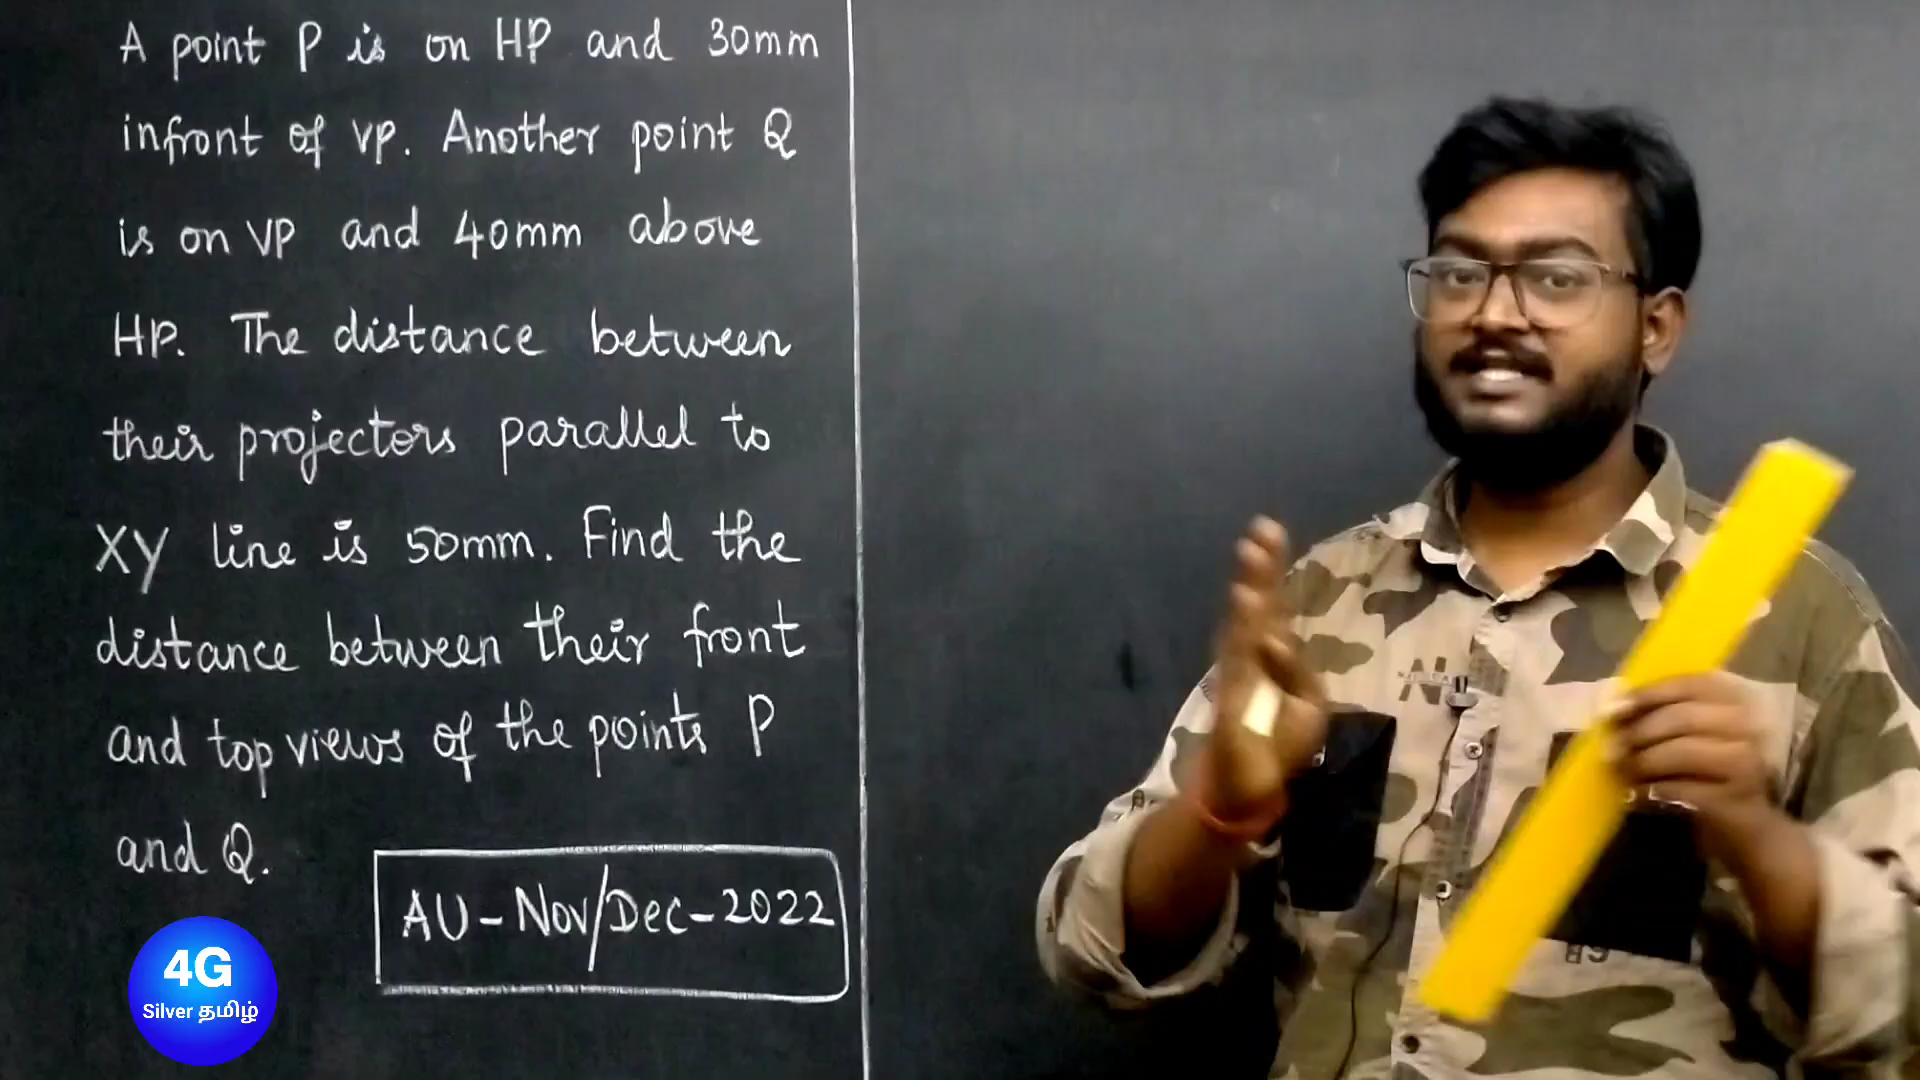 A point P is on HP and 30mm
infront of VP. Another point Q
is on VP and 40mm above
HP. The distance between
their projectors parallel to
XY line is 50mm. Find the
distance between their front
and top views of the points P
and Q.
AU-Nov/Dec-2022
4G
Silver தமிழ்